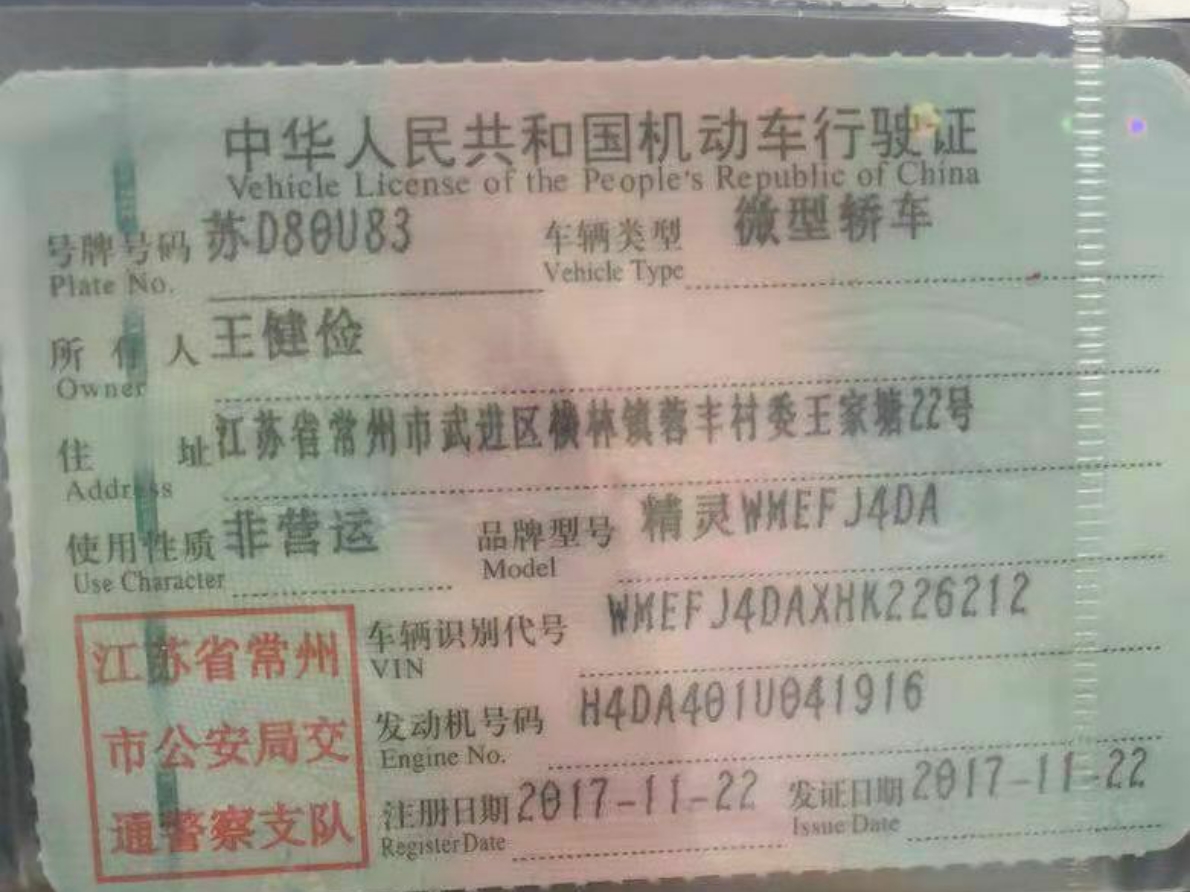 中华人民共和国机动车行驶证
Vehicle License of the People's Republic of China
号牌号码 苏D80U83 车辆类型 微型轿车
Plate No. Vehicle Type
所有人 王健俭
Owner
住址 江苏省常州市武进区横林镇蓉丰村委王家塘22号
Address
使用性质 非营运 品牌型号 精灵WMEFJ4DA
Use Character Model
江苏省常州
市公安局交
通警察支队
车辆识别代号 WMEFJ4DAXHK226212
VIN
发动机号码 H4DA401U041916
Engine No.
注册日期 2017-11-22 发证日期 2017-11-22
Register Date Issue Date